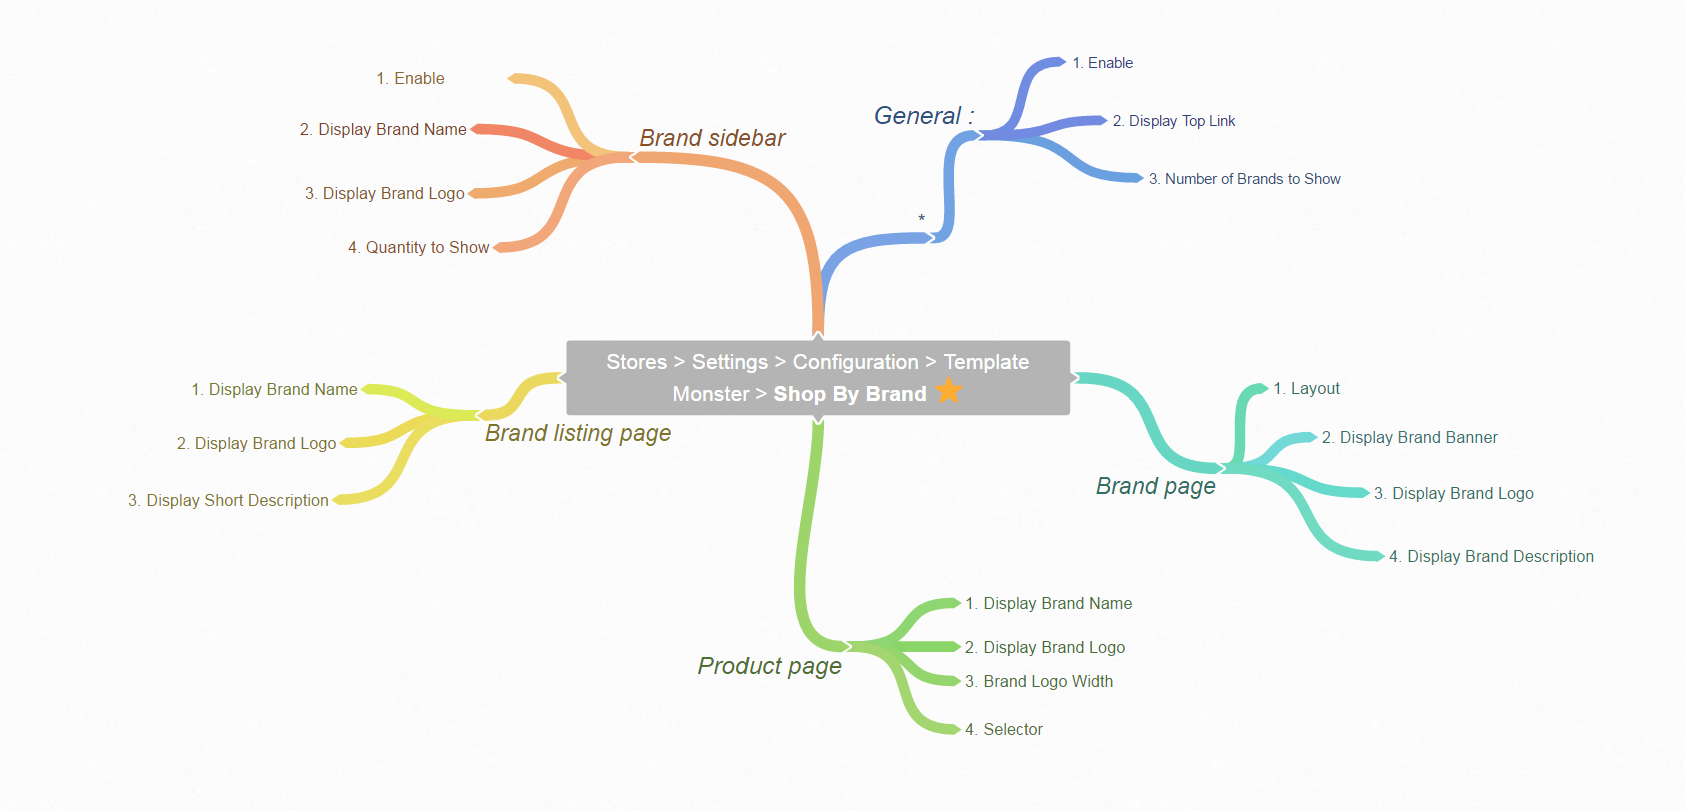 Stores > Settings > Configuration > Template
Monster > Shop By Brand
Brand sidebar
1. Enable
2. Display Brand Name
3. Display Brand Logo
4. Quantity to Show
*
General :
1. Enable
2. Display Top Link
3. Number of Brands to Show
Brand listing page
1. Display Brand Name
2. Display Brand Logo
3. Display Short Description
Brand page
1. Layout
2. Display Brand Banner
3. Display Brand Logo
4. Display Brand Description
Product page
1. Display Brand Name
2. Display Brand Logo
3. Brand Logo Width
4. Selector